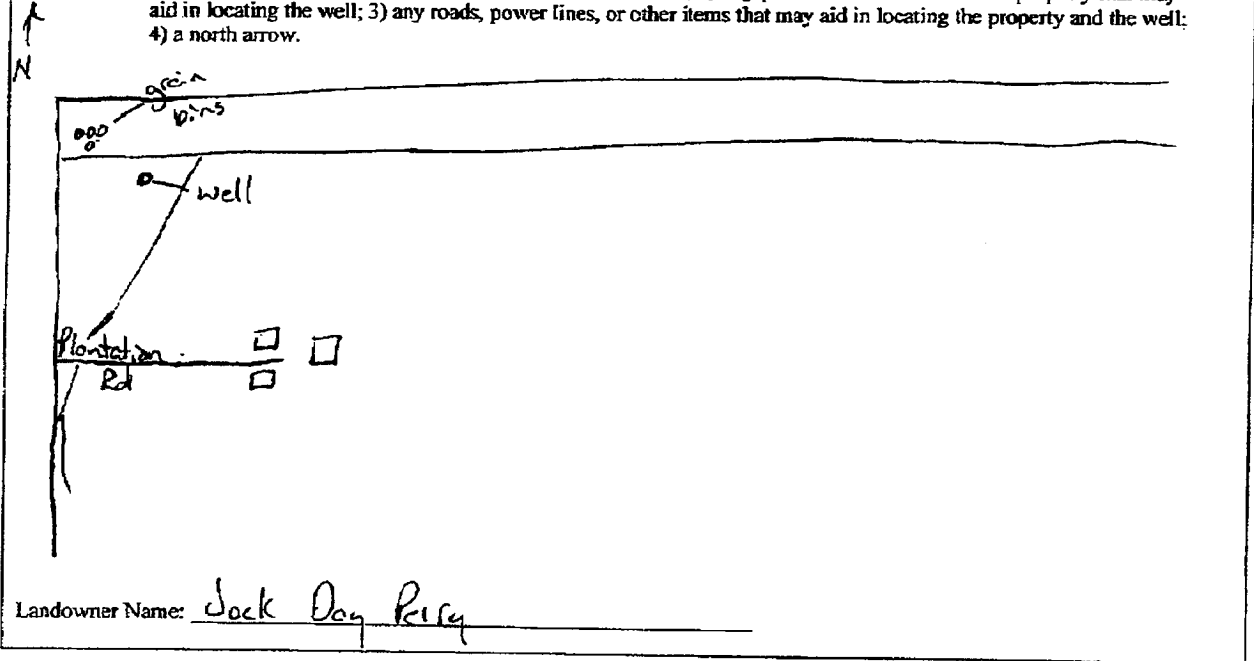 aid in locating the well; 3) any roads, power lines, or other items that may aid in locating the property and the well;
4) a north arrow.
N
grain
bins
well
Plantation
Rd
Landowner Name: Jack Day Perry